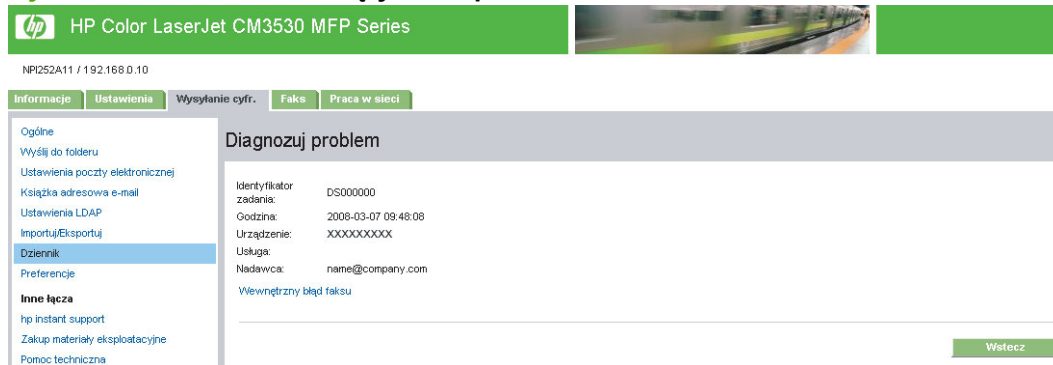 hp HP Color LaserJet CM3530 MFP Series
NPI252A11 / 192.168.0.10
Informacje Ustawienia Wysyłanie cyfr. Faks Praca w sieci
Ogólne
Wyślij do folderu
Ustawienia poczty elektronicznej
Książka adresowa e-mail
Ustawienia LDAP
Importuj/Eksportuj
Dziennik
Preferencje
Inne łącza
hp instant support
Zakup materiały eksploatacyjne
Pomoc techniczna
Diagnozuj problem
Identyfikator
zadania: DS000000
Godzina: 2008-03-07 09:48:08
Urządzenie: XXXXXXXXX
Usługa:
Nadawca: name@company.com
Wewnętrzny błąd faksu
Wstecz